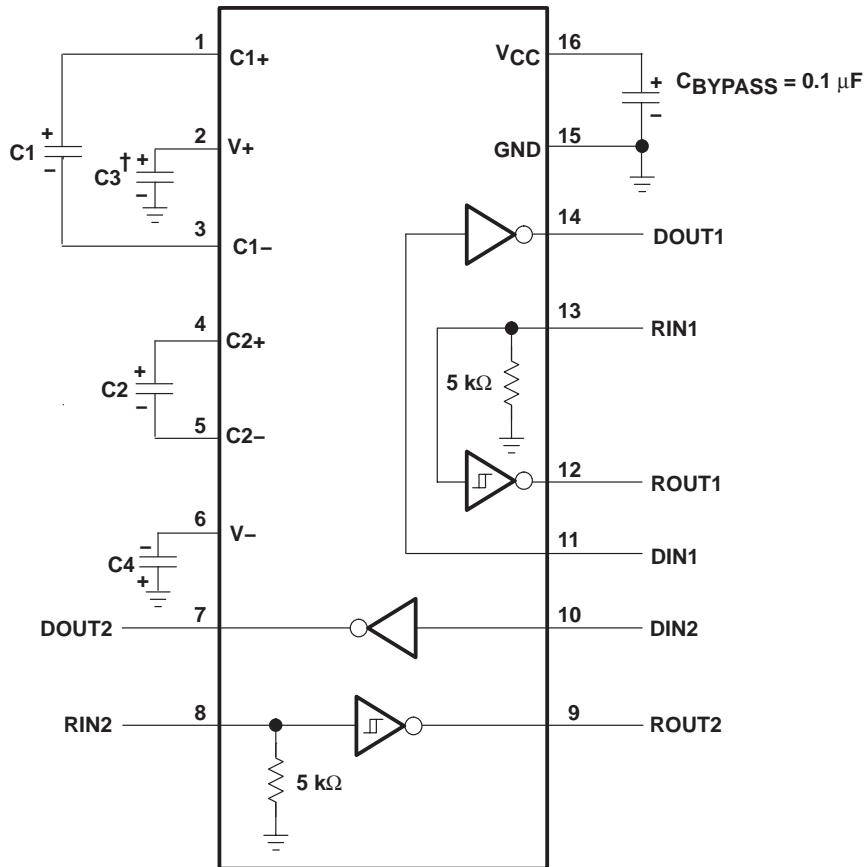 1 C1+ VCC 16
+ CBYPASS = 0.1 μF
−
C1 + −
2 V+ GND 15
C3† + −
3 C1− 14 DOUT1
4 C2+ 13 RIN1
C2 + −
5 kΩ
5 C2− 12 ROUT1
6 V− 11 DIN1
C4 − +
DOUT2 7 10 DIN2
RIN2 8 9 ROUT2
5 kΩ